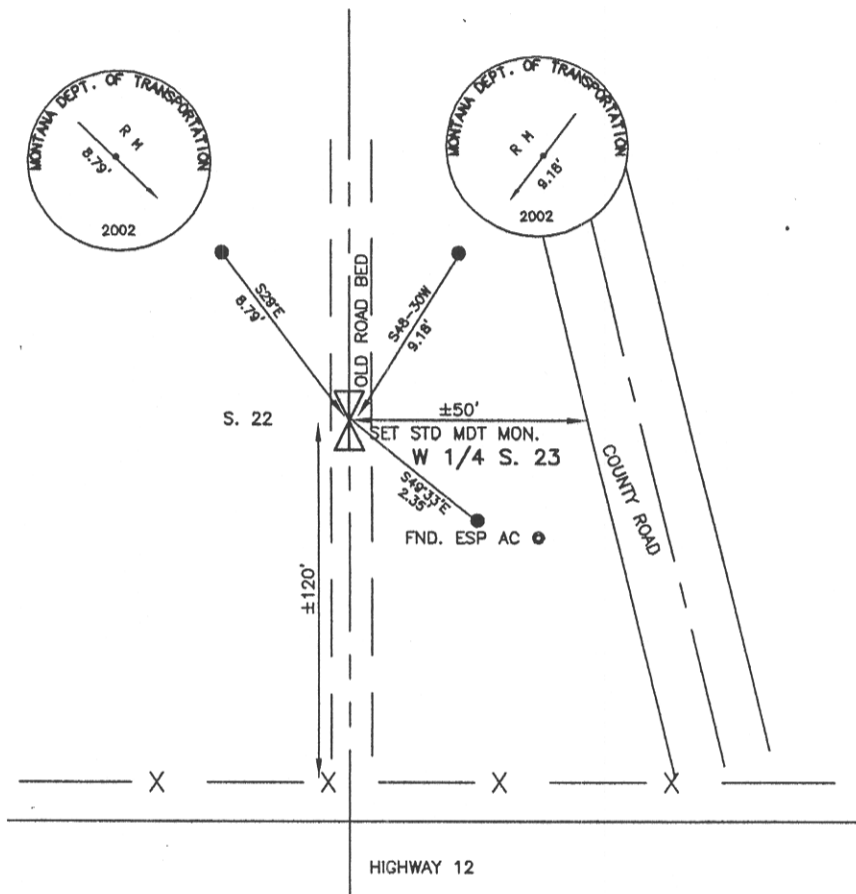 MONTANA DEPT. OF TRANSPORTATION
R M
8.79'
2002
MONTANA DEPT. OF TRANSPORTATION
R M
9.18'
2002
S29°E
8.79'
OLD ROAD BED
S48-30W
9.18'
S. 22
±50'
SET STD MDT MON.
W 1/4 S. 23
S49°33'E
2.35'
FND. ESP AC
COUNTY ROAD
±120'
X X X X
HIGHWAY 12